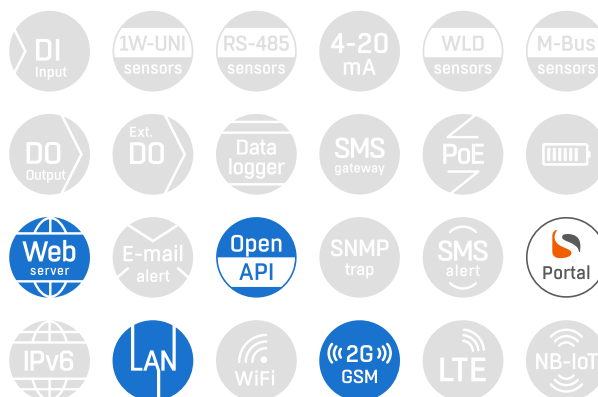 DI
Input
1W-UNI
sensors
RS-485
sensors
4-20
mA
WLD
sensors
M-Bus
sensors
DO
Output
Ext.
DO
Data
logger
SMS
gateway
PoE
Web
server
E-mail
alert
Open
API
SNMP
trap
SMS
alert
Portal
IPv6
LAN
WiFi
2G
GSM
LTE
NB-IoT